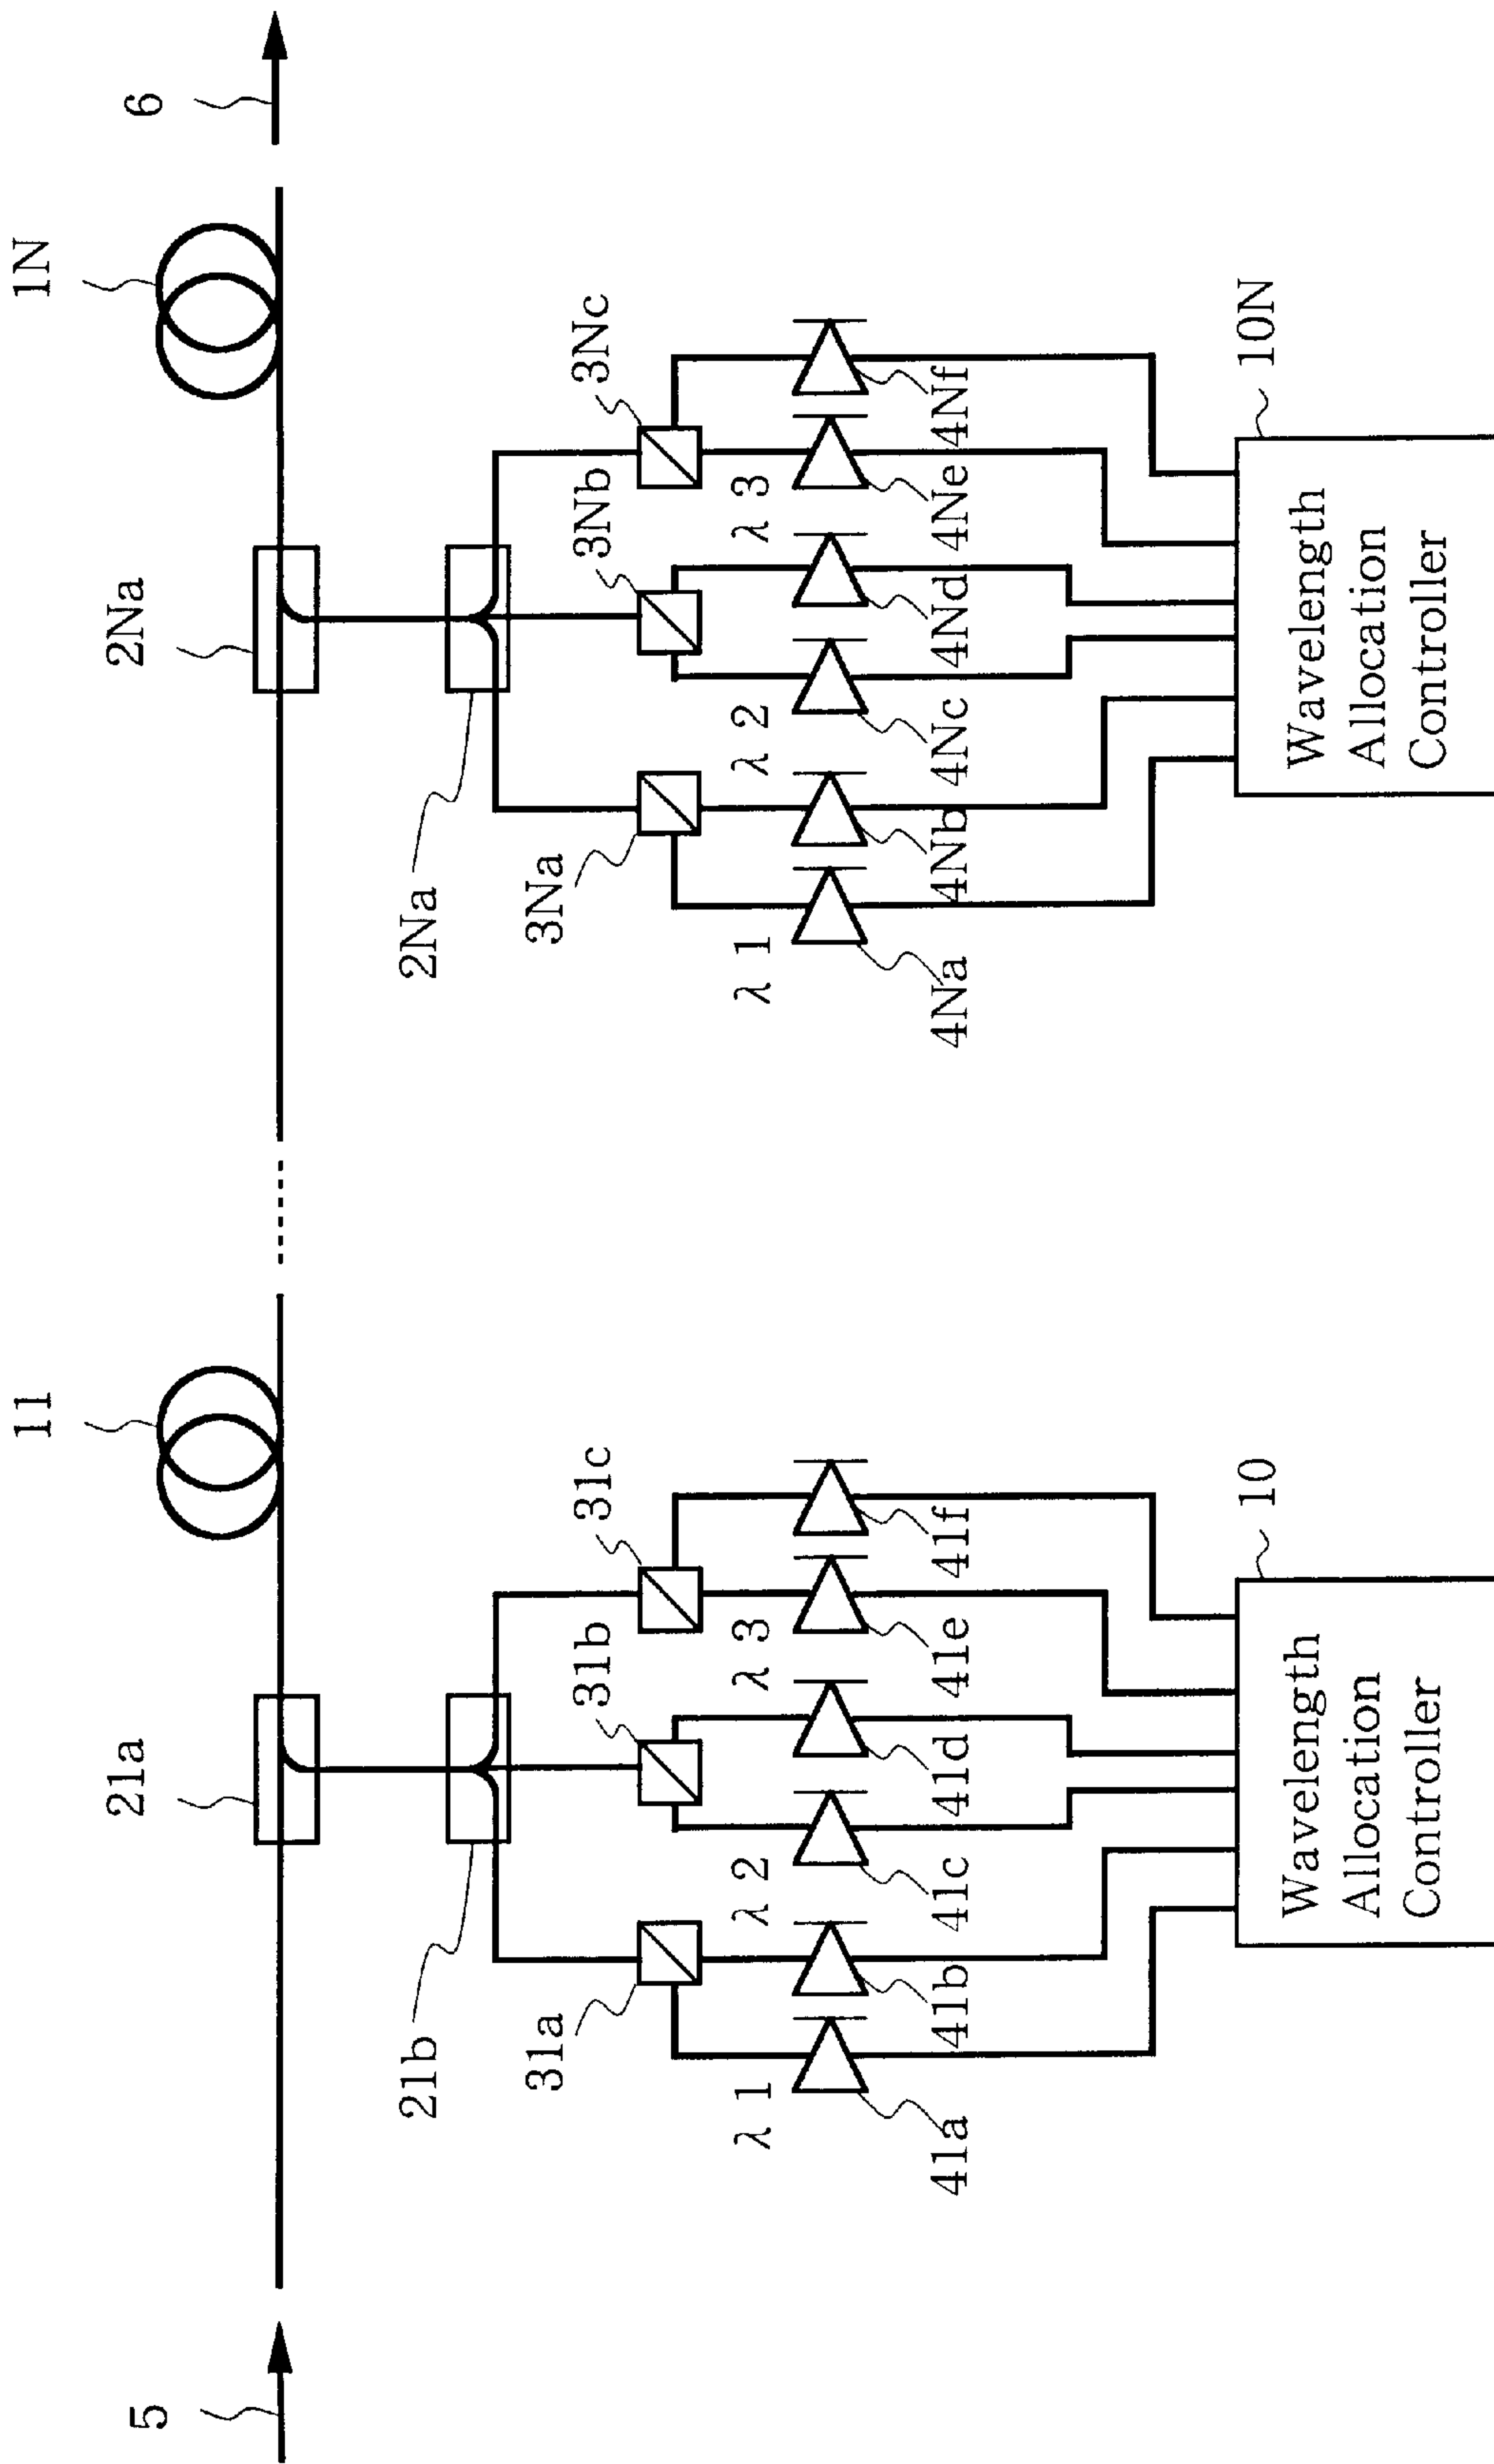 5
21a
11
1N
2Na
6
21b
31a
31b
31c
λ 1
λ 2
λ 3
41a
41b
41c
41d
41e
41f
10
Wavelength
Allocation
Controller
2Na
3Na
3Nb
3Nc
λ 1
λ 2
λ 3
4Na
4Nb
4Nc
4Nd
4Ne
4Nf
10N
Wavelength
Allocation
Controller